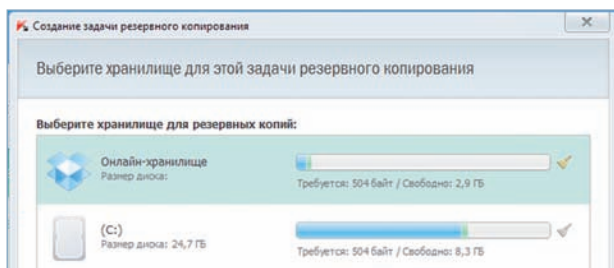 Создание задачи резервного копирования
Выберите хранилище для этой задачи резервного копирования
Выберите хранилище для резервных копий:
Онлайн-хранилище
Размер диска:
Требуется: 504 байт / Свободно: 2,9 ГБ
(C:)
Размер диска: 24,7 ГБ
Требуется: 504 байт / Свободно: 8,3 ГБ